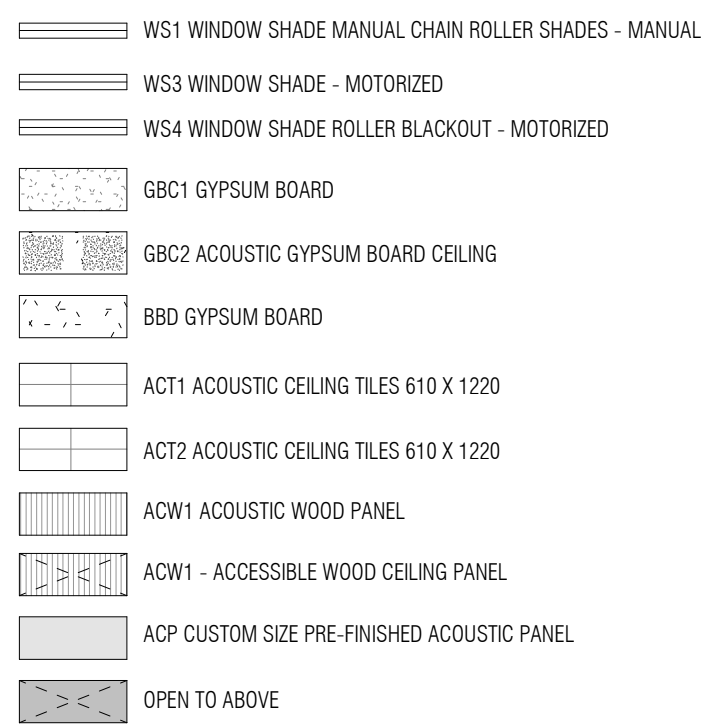 WS1 WINDOW SHADE MANUAL CHAIN ROLLER SHADES - MANUAL
WS3 WINDOW SHADE - MOTORIZED
WS4 WINDOW SHADE ROLLER BLACKOUT - MOTORIZED
GBC1 GYPSUM BOARD
GBC2 ACOUSTIC GYPSUM BOARD CEILING
BBD GYPSUM BOARD
ACT1 ACOUSTIC CEILING TILES 610 X 1220
ACT2 ACOUSTIC CEILING TILES 610 X 1220
ACW1 ACOUSTIC WOOD PANEL
ACW1 - ACCESSIBLE WOOD CEILING PANEL
ACP CUSTOM SIZE PRE-FINISHED ACOUSTIC PANEL
OPEN TO ABOVE